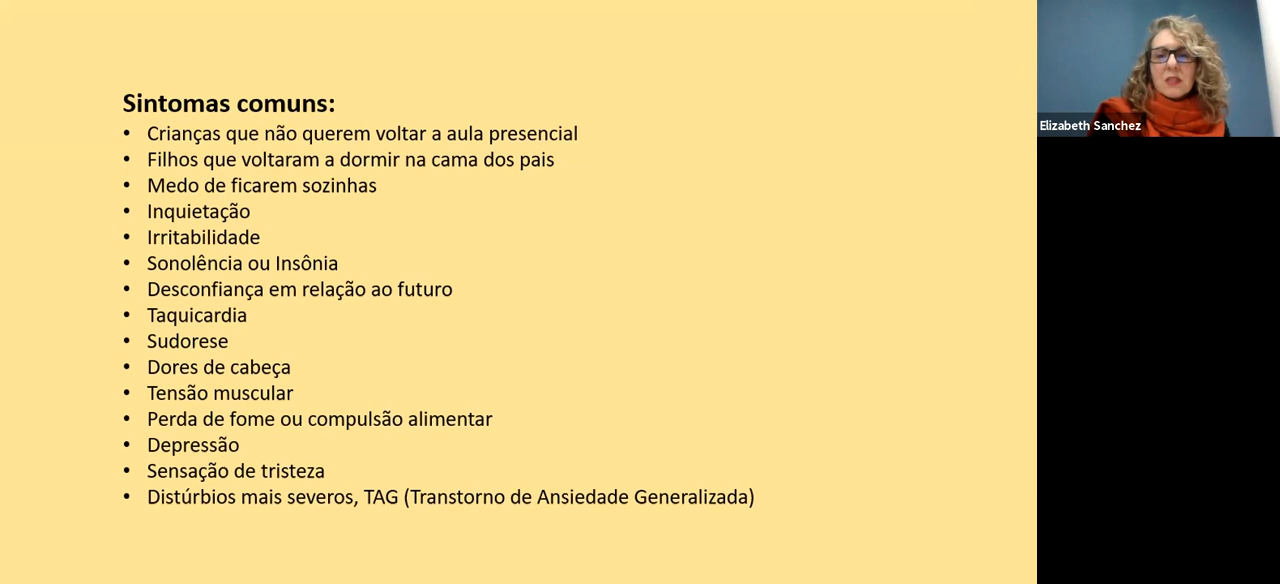 Sintomas comuns:
• Crianças que não querem voltar a aula presencial
• Filhos que voltaram a dormir na cama dos pais
• Medo de ficarem sozinhas
• Inquietação
• Irritabilidade
• Sonolência ou Insônia
• Desconfiança em relação ao futuro
• Taquicardia
• Sudorese
• Dores de cabeça
• Tensão muscular
• Perda de fome ou compulsão alimentar
• Depressão
• Sensação de tristeza
• Distúrbios mais severos, TAG (Transtorno de Ansiedade Generalizada)
Elizabeth Sanchez